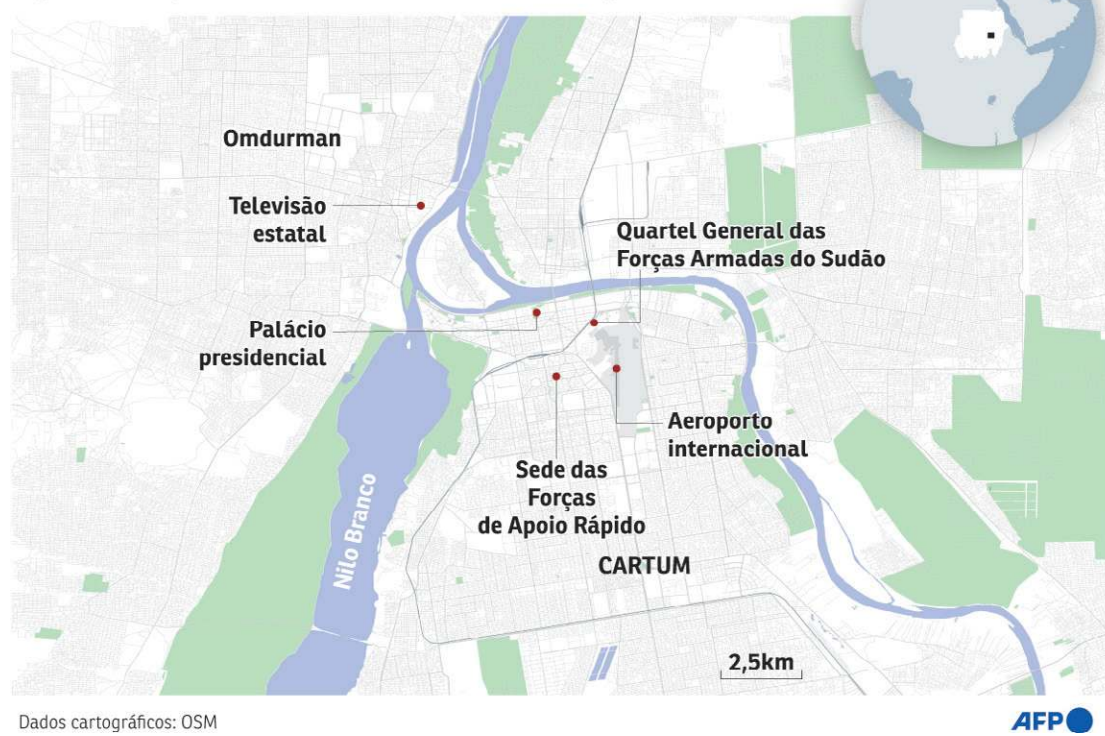 Omdurman
Televisão
estatal
Quartel General das
Forças Armadas do Sudão
Palácio
presidencial
Aeroporto
internacional
Sede das
Forças
de Apoio Rápido
Nilo Branco
CARTUM
2,5km
Dados cartográficos: OSM
AFP